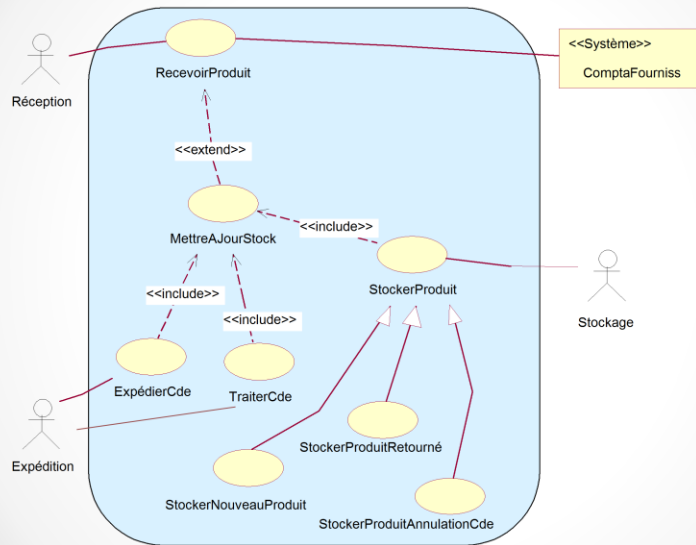 <<Système>>
ComptaFourniss
RecevoirProduit
Réception
<<extend>>
<<include>>
MettreAJourStock
StockerProduit
<<include>>
<<include>>
Stockage
ExpédierCde
TraiterCde
StockerProduitRetourné
Expédition
StockerNouveauProduit
StockerProduitAnnulationCde